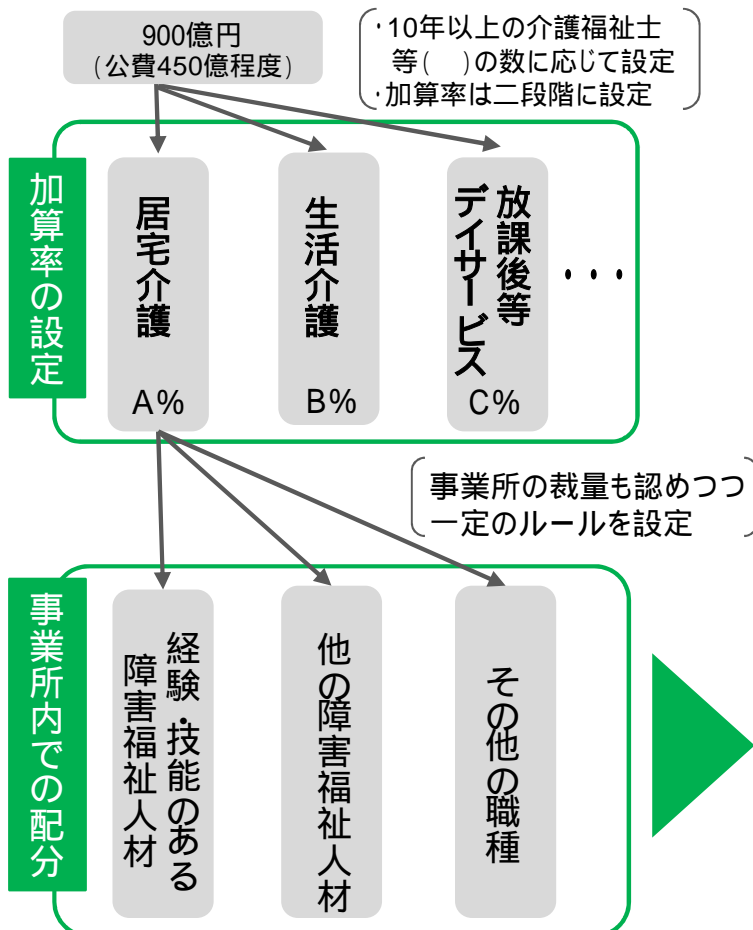 900億円
(公費450億程度)
・10年以上の介護福祉士
等(　)の数に応じて設定
・加算率は二段階に設定
加算率の設定
居宅介護
A%
生活介護
B%
放課後等
デイサービス
C%
・・・
事業所の裁量も認めつつ
一定のルールを設定
事業所内での配分
経験・技能のある
障害福祉人材
他の障害福祉人材
その他の職種